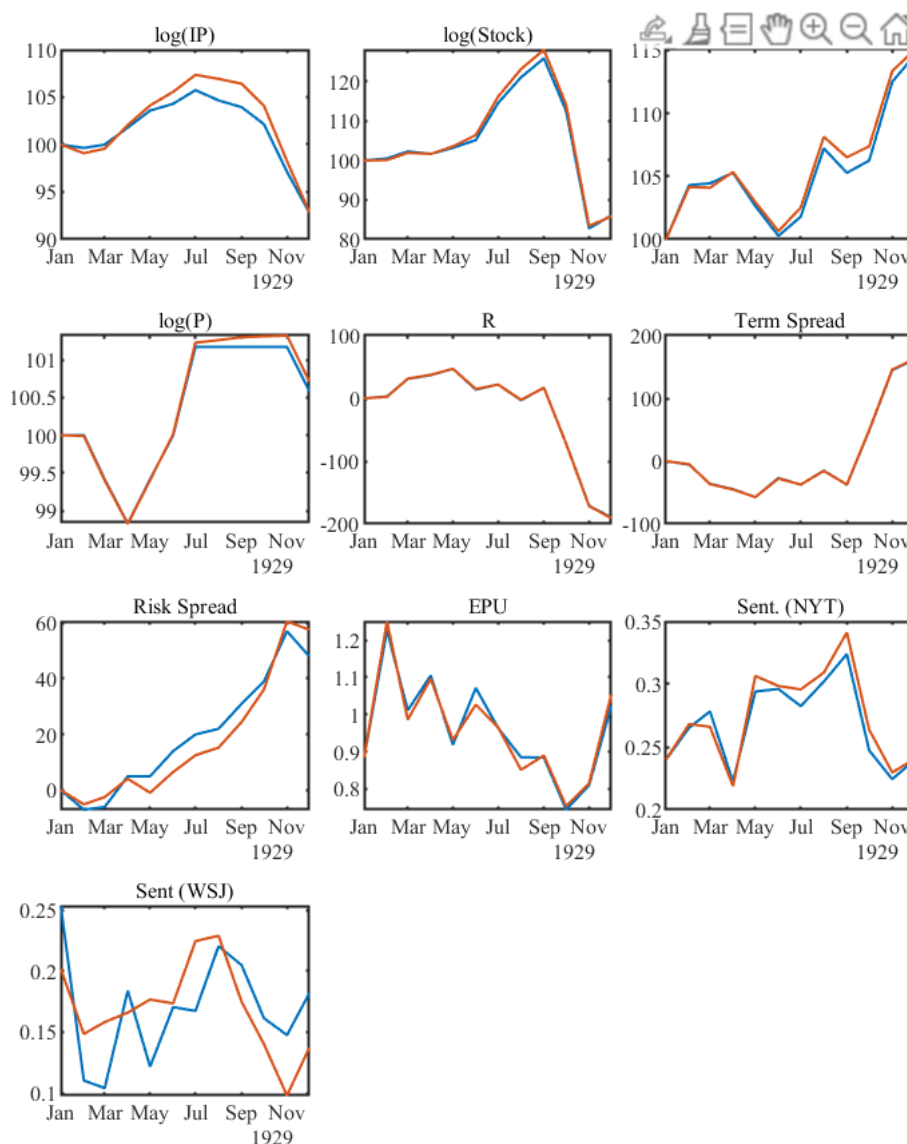 log(IP)
110
105
100
95
90
Jan Mar May Jul Sep Nov
1929
log(Stock)
120
110
100
90
80
Jan Mar May Jul Sep Nov
1929
115
110
105
100
Jan Mar May Jul Sep Nov
1929
log(P)
101
100.5
100
99.5
99
Jan Mar May Jul Sep Nov
1929
R
100
0
-100
-200
Jan Mar May Jul Sep Nov
1929
Term Spread
200
100
0
-100
Jan Mar May Jul Sep Nov
1929
Risk Spread
60
40
20
0
Jan Mar May Jul Sep Nov
1929
EPU
1.2
1.1
1
0.9
0.8
Jan Mar May Jul Sep Nov
1929
Sent. (NYT)
0.35
0.3
0.25
0.2
Jan Mar May Jul Sep Nov
1929
Sent (WSJ)
0.25
0.2
0.15
0.1
Jan Mar May Jul Sep Nov
1929